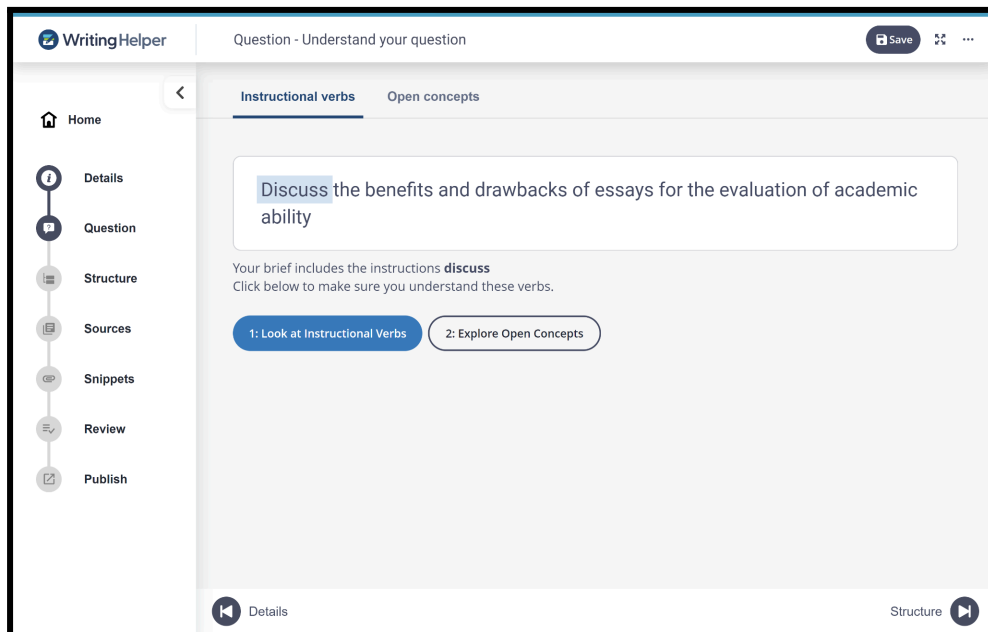 WritingHelper
Question - Understand your question
Save
Instructional verbs
Open concepts
Home
Details
Question
Structure
Sources
Snippets
Review
Publish
Discuss the benefits and drawbacks of essays for the evaluation of academic
ability
Your brief includes the instructions discuss
Click below to make sure you understand these verbs.
1: Look at Instructional Verbs
2: Explore Open Concepts
Details
Structure